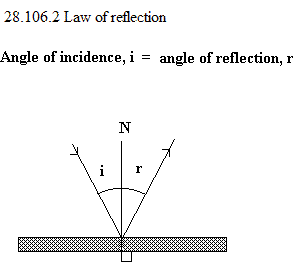 28.106.2 Law of reflection
Angle of incidence, i = angle of reflection, r
N
i r